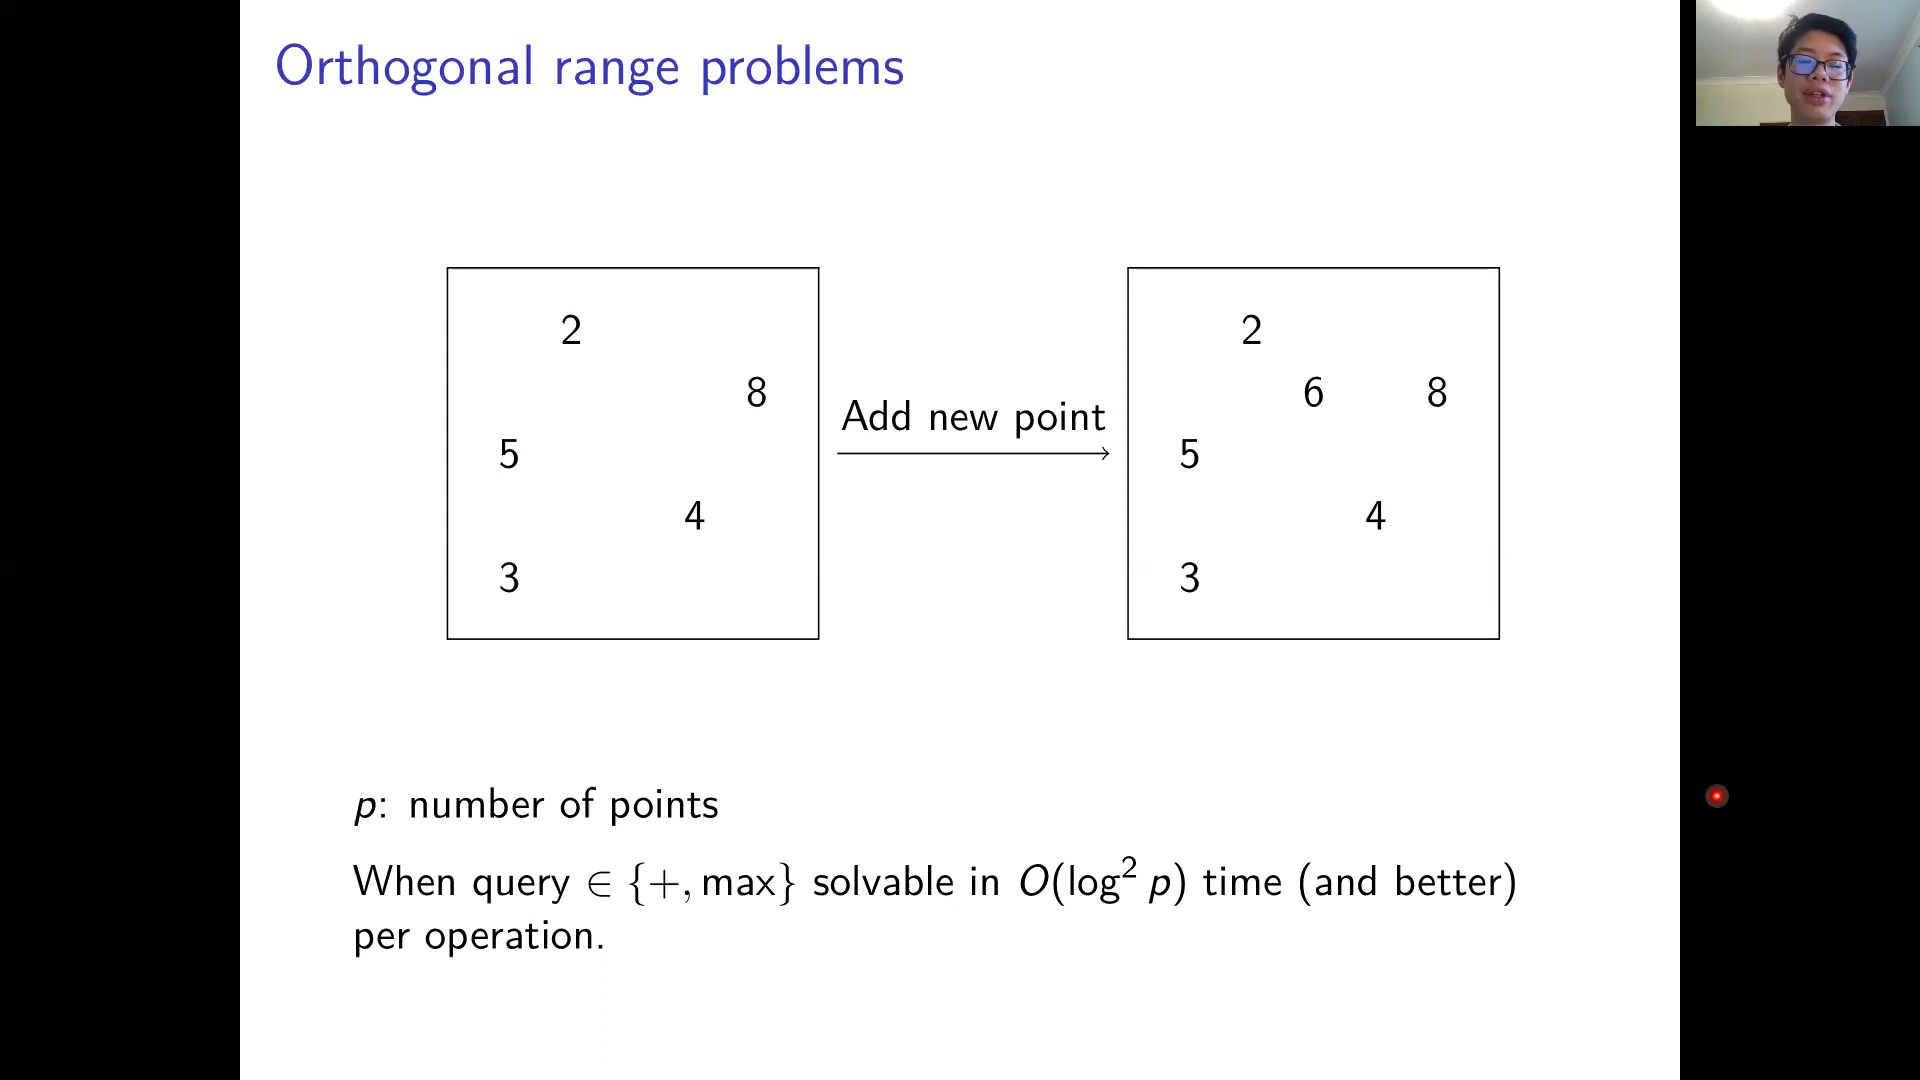 Orthogonal range problems
2
8
5
4
3
Add new point
2
6 8
5
4
3
p: number of points
When query ∈ {+, max} solvable in O(log² p) time (and better)
per operation.